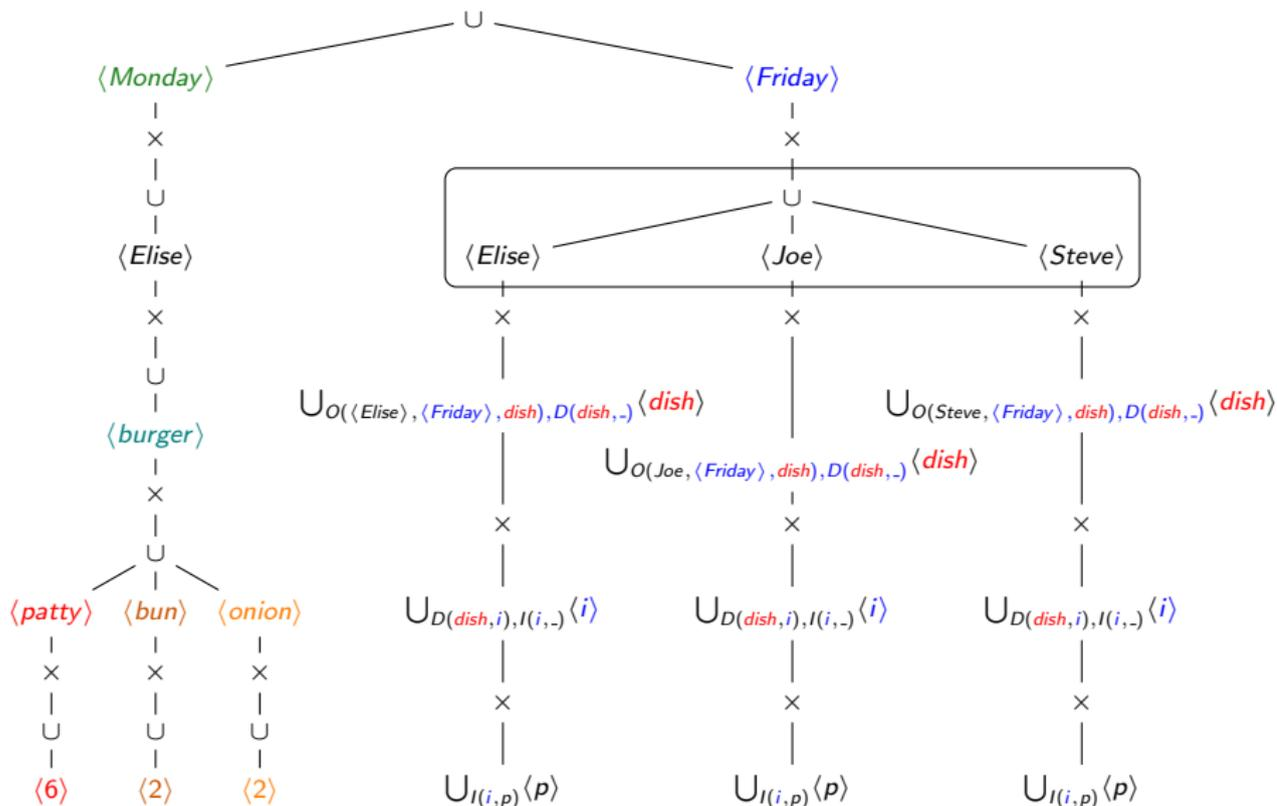 ∪
⟨Monday⟩ ⟨Friday⟩
× ×
∪ ∪
⟨Elise⟩ ⟨Elise⟩ ⟨Joe⟩ ⟨Steve⟩
× × × ×
∪
⋃O(⟨Elise⟩,⟨Friday⟩,dish),D(dish,_)⟨dish⟩ ⋃O(Steve,⟨Friday⟩,dish),D(dish,_)⟨dish⟩
⟨burger⟩
⋃O(Joe,⟨Friday⟩,dish),D(dish,_)⟨dish⟩
×
× × ×
∪
⟨patty⟩ ⟨bun⟩ ⟨onion⟩ ⋃D(dish,i),I(i,_)⟨i⟩ ⋃D(dish,i),I(i,_)⟨i⟩ ⋃D(dish,i),I(i,_)⟨i⟩
× × ×
× × ×
∪ ∪ ∪
⟨6⟩ ⟨2⟩ ⟨2⟩ ⋃I(i,p)⟨p⟩ ⋃I(i,p)⟨p⟩ ⋃I(i,p)⟨p⟩